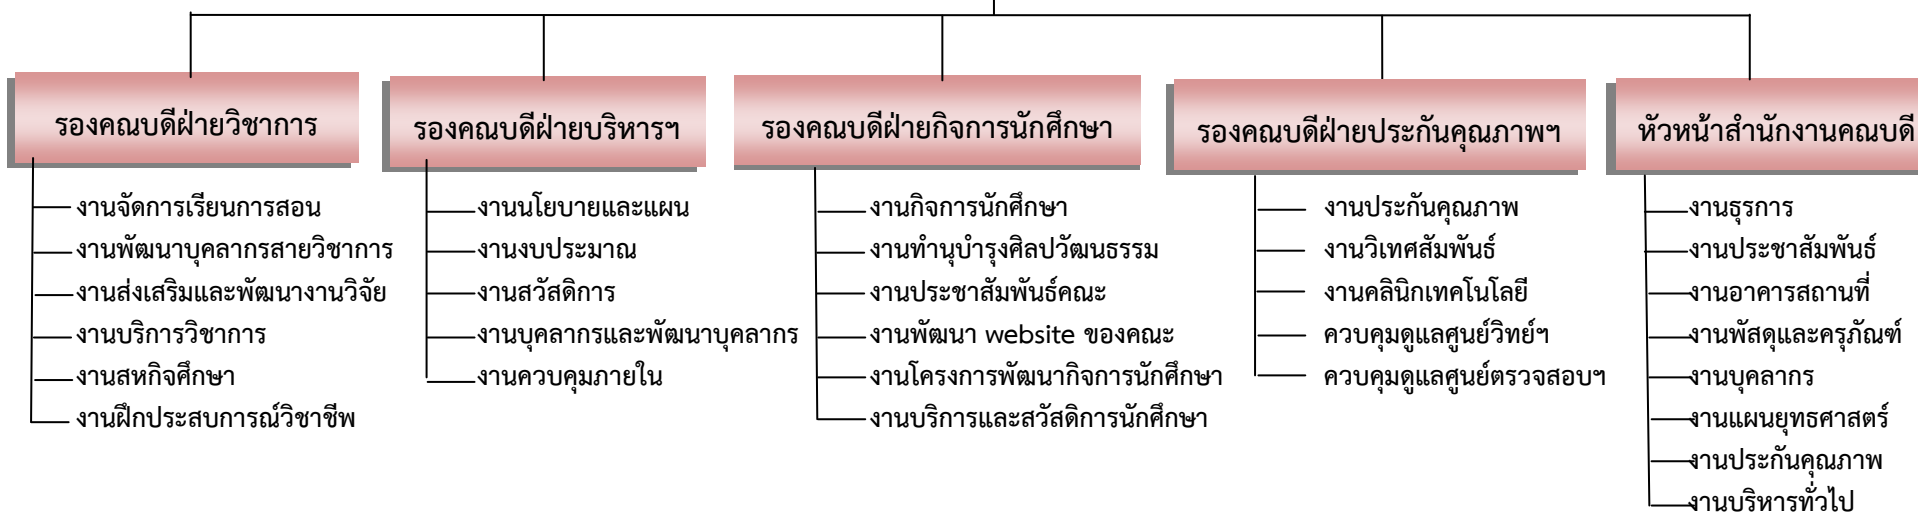 รองคณบดีฝ่ายวิชาการ
งานจัดการเรียนการสอน
งานพัฒนาบุคลากรสายวิชาการ
งานส่งเสริมและพัฒนางานวิจัย
งานบริการวิชาการ
งานสหกิจศึกษา
งานฝึกประสบการณ์วิชาชีพ
รองคณบดีฝ่ายบริหารฯ
งานนโยบายและแผน
งานงบประมาณ
งานสวัสดิการ
งานบุคลากรและพัฒนาบุคลากร
งานควบคุมภายใน
รองคณบดีฝ่ายกิจการนักศึกษา
งานกิจการนักศึกษา
งานทำนุบำรุงศิลปวัฒนธรรม
งานประชาสัมพันธ์คณะ
งานพัฒนา website ของคณะ
งานโครงการพัฒนากิจการนักศึกษา
งานบริการและสวัสดิการนักศึกษา
รองคณบดีฝ่ายประกันคุณภาพฯ
งานประกันคุณภาพ
งานวิเทศสัมพันธ์
งานคลินิกเทคโนโลยี
ควบคุมดูแลศูนย์วิทย์ฯ
ควบคุมดูแลศูนย์ตรวจสอบฯ
หัวหน้าสำนักงานคณบดี
งานธุรการ
งานประชาสัมพันธ์
งานอาคารสถานที่
งานพัสดุและครุภัณฑ์
งานบุคลากร
งานแผนยุทธศาสตร์
งานประกันคุณภาพ
งานบริหารทั่วไป